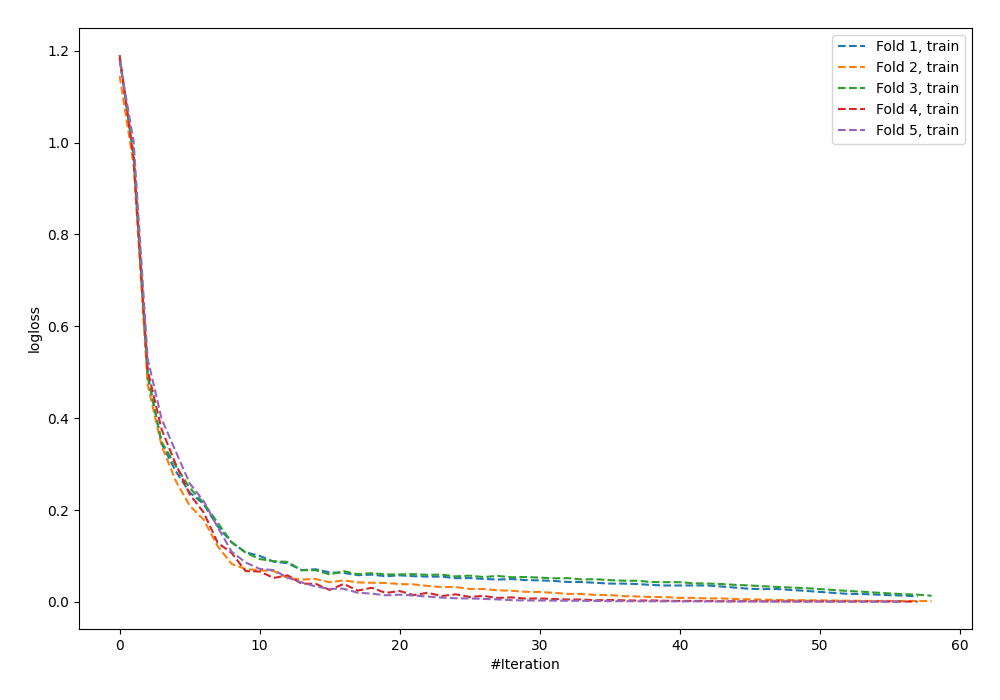 1.2
1.0
0.8
0.6
0.4
0.2
0.0
logloss
0 10 20 30 40 50 60
#Iteration
Fold 1, train
Fold 2, train
Fold 3, train
Fold 4, train
Fold 5, train